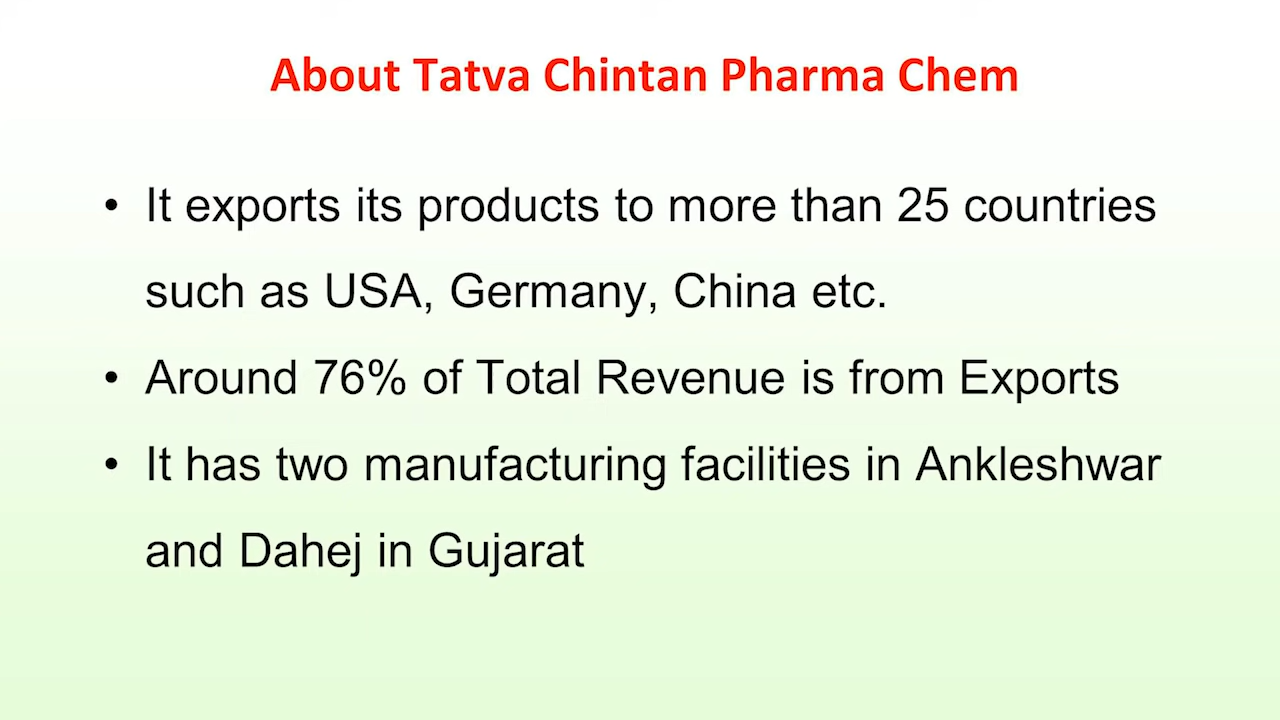 About Tatva Chintan Pharma Chem
• It exports its products to more than 25 countries
such as USA, Germany, China etc.
• Around 76% of Total Revenue is from Exports
• It has two manufacturing facilities in Ankleshwar
and Dahej in Gujarat